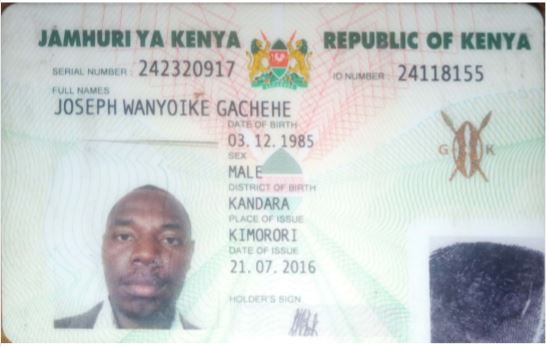 JAMHURI YA KENYA REPUBLIC OF KENYA
SERIAL NUMBER: 242320917 ID NUMBER: 24118155
FULL NAMES
JOSEPH WANYOIKE GACHEHE
DATE OF BIRTH
03.12.1985
SEX
MALE
G K
DISTRICT OF BIRTH
KANDARA
PLACE OF ISSUE
KIMORORI
DATE OF ISSUE
21.07.2016
HOLDER'S SIGN